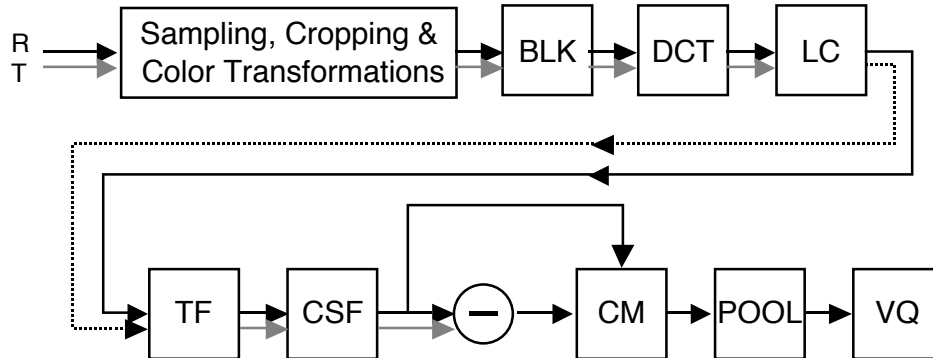 R
T
Sampling, Cropping &
Color Transformations
BLK
DCT
LC
TF
CSF
−
CM
POOL
VQ